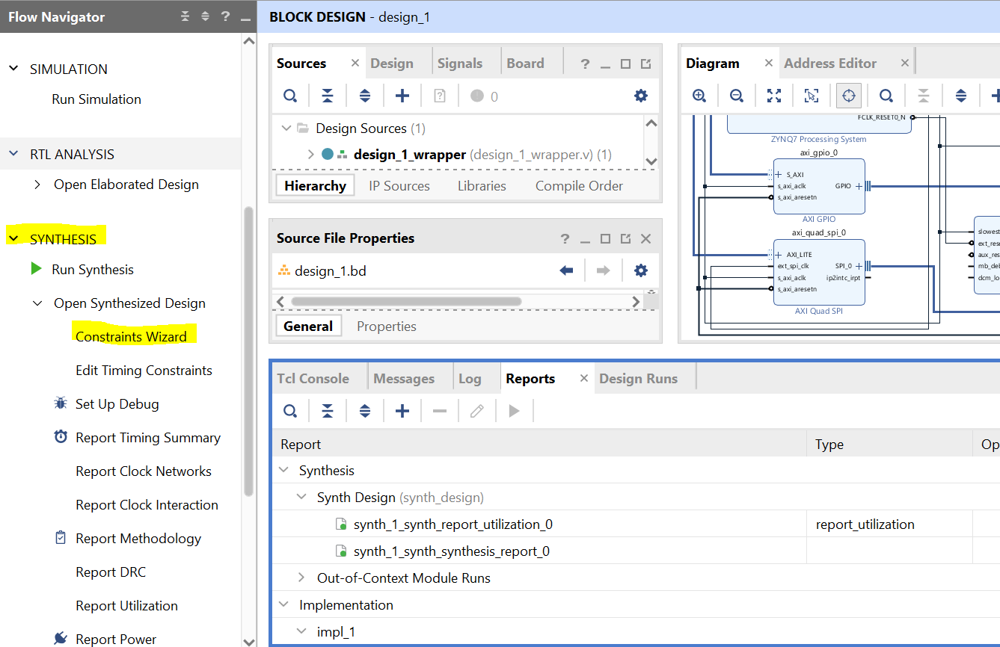 Flow Navigator
?
SIMULATION
Run Simulation
RTL ANALYSIS
Open Elaborated Design
SYNTHESIS
Run Synthesis
Open Synthesized Design
Constraints Wizard
Edit Timing Constraints
Set Up Debug
Report Timing Summary
Report Clock Networks
Report Clock Interaction
Report Methodology
Report DRC
Report Utilization
Report Power
BLOCK DESIGN - design_1
Sources Design Signals Board ?
0
Design Sources (1)
design_1_wrapper (design_1_wrapper.v) (1)
Hierarchy IP Sources Libraries Compile Order
Source File Properties ?
design_1.bd
General Properties
Diagram Address Editor
FCLK_RESET0_N
ZYNQ7 Processing System
axi_gpio_0
S_AXI
s_axi_aclk GPIO
s_axi_aresetn
AXI GPIO
axi_quad_spi_0
AXI_LITE
ext_spi_clk SPI_0
s_axi_aclk ip2intc_irpt
s_axi_aresetn
AXI Quad SPI
slowest
ext_rese
aux_res
mb_deb
dcm_lo
Tcl Console Messages Log Reports Design Runs
Report Type Op
Synthesis
Synth Design (synth_design)
synth_1_synth_report_utilization_0 report_utilization
synth_1_synth_synthesis_report_0
Out-of-Context Module Runs
Implementation
impl_1